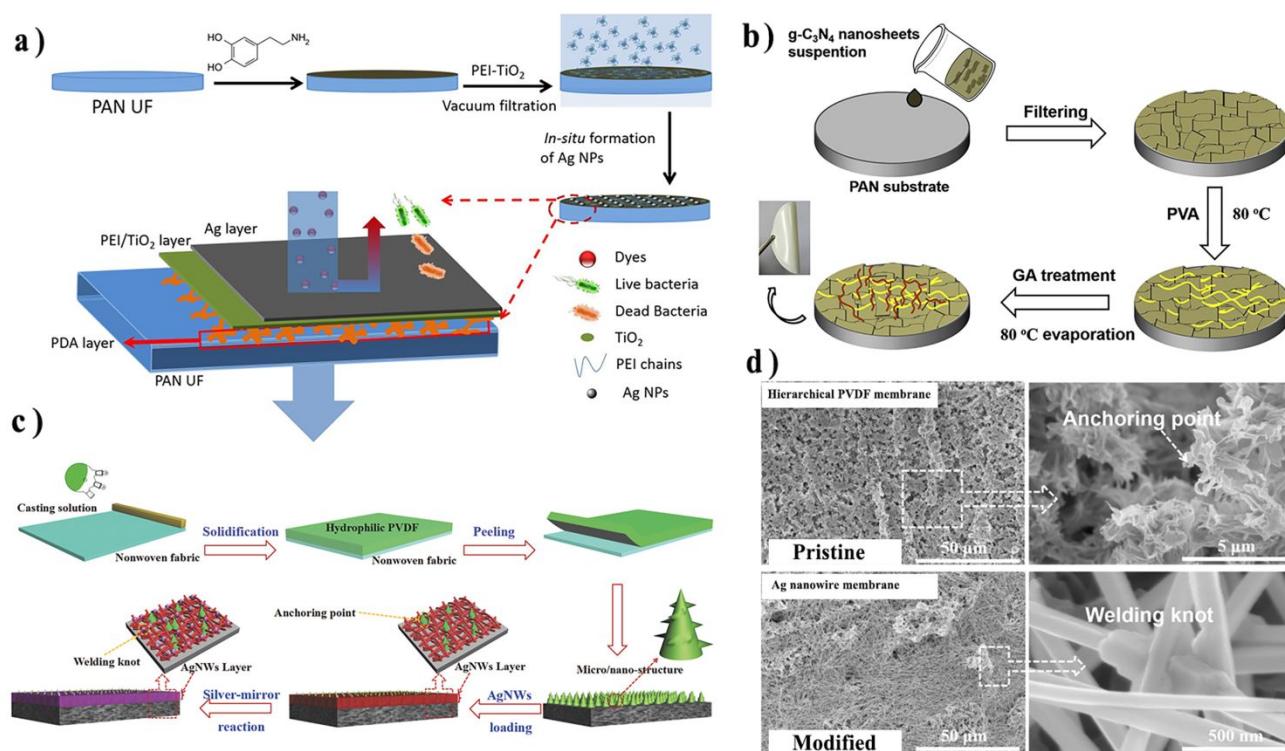 a )
HO
HO
NH2
PAN UF
PEI-TiO2
Vacuum filtration
In-situ formation
of Ag NPs
Ag layer
PEI/TiO2 layer
PDA layer
PAN UF
Dyes
Live bacteria
Dead Bacteria
TiO2
PEI chains
Ag NPs
b )
g-C3N4 nanosheets
suspention
PAN substrate
Filtering
PVA
80 °C
GA treatment
80 °C evaporation
c )
Casting solution
Nonwoven fabric
Solidification
Hydrophilic PVDF
Nonwoven fabric
Peeling
Micro/nano-structure
AgNWs
loading
Anchoring point
AgNWs Layer
Silver-mirror
reaction
Welding knot
AgNWs Layer
d )
Hierarchical PVDF membrane
Pristine
50 μm
Anchoring point
5 μm
Ag nanowire membrane
Modified
50 μm
Welding knot
500 nm